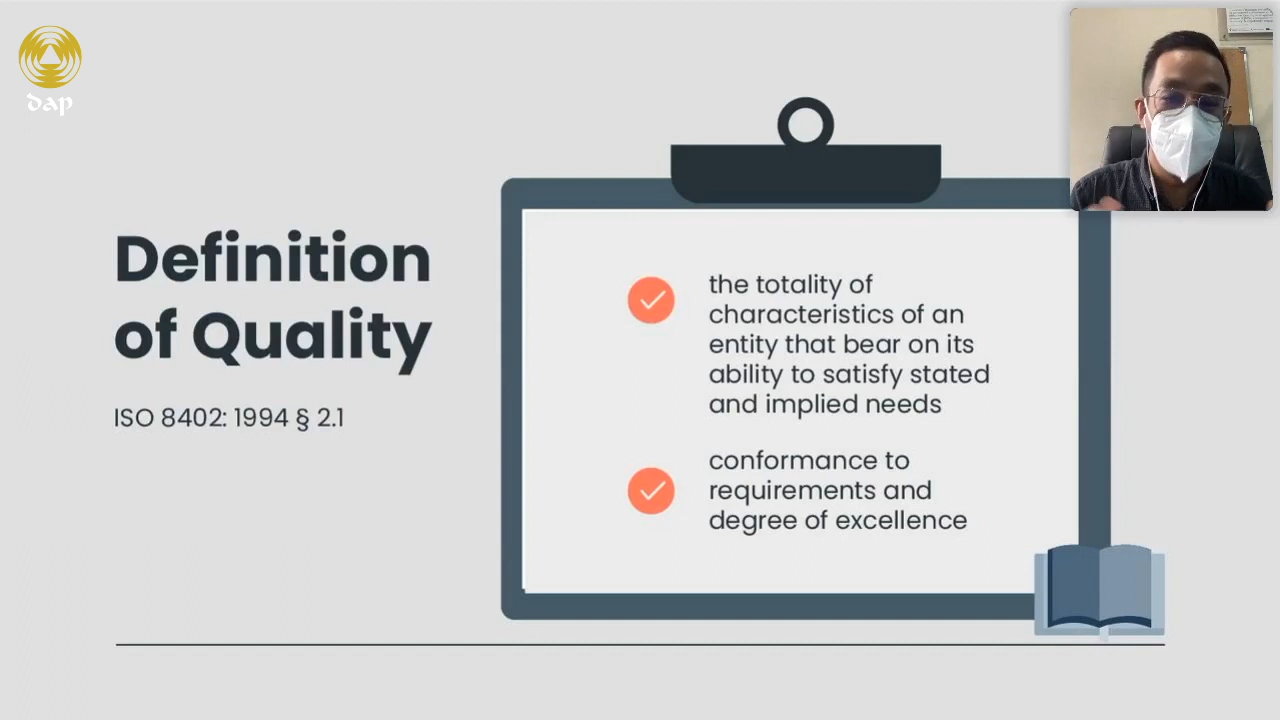 dap
Definition
of Quality
ISO 8402: 1994 § 2.1
the totality of
characteristics of an
entity that bear on its
ability to satisfy stated
and implied needs
conformance to
requirements and
degree of excellence